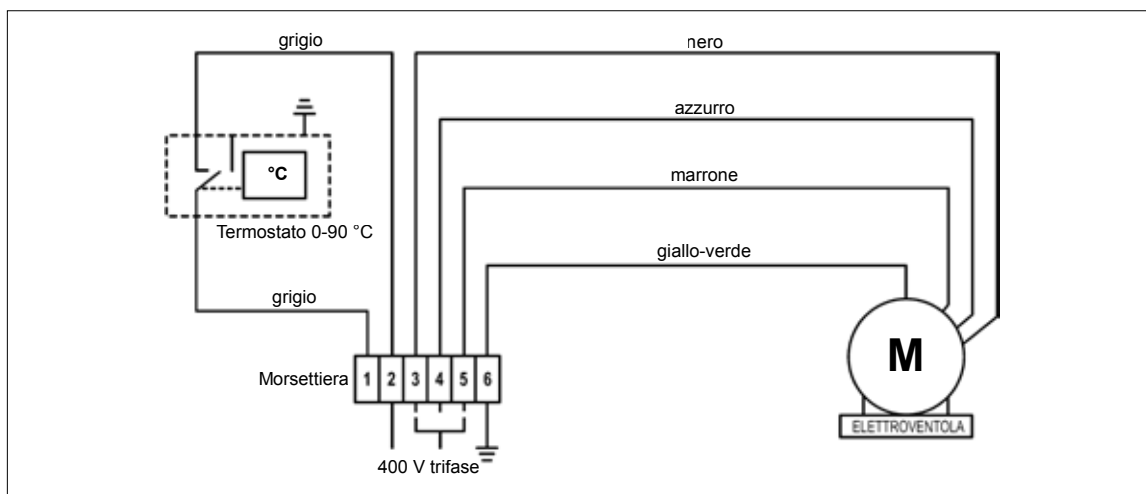 grigio
nero
azzurro
°C
marrone
Termostato 0-90 °C
giallo-verde
grigio
M
Morsettiera 1 2 3 4 5 6
ELETTROVENTOLA
400 V trifase